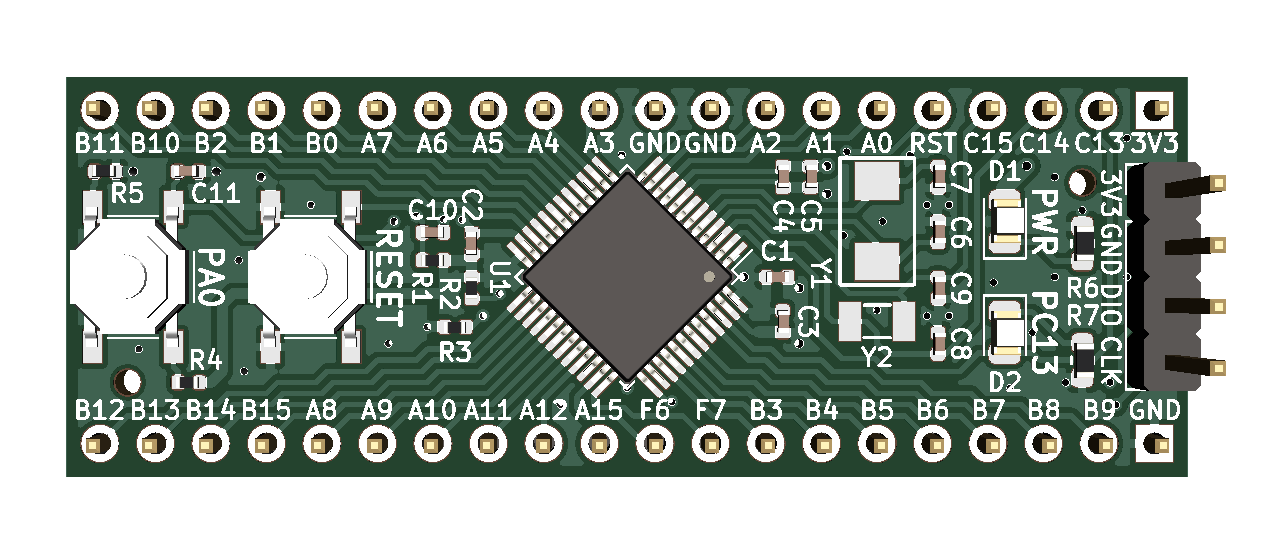 B11 B10 B2 B1 B0 A7 A6 A5 A4 A3 GND GND A2 A1 A0 RST C15 C14 C13 3V3
R5
C11
C10
C2
R1
R2
R3
R4
PA0
RESET
U1
C4
C5
C1
C3
Y1
Y2
C7
C6
C9
C8
D1
PWR
PC13
D2
R6
R7
3V3 GND DIO CLK
B12 B13 B14 B15 A8 A9 A10 A11 A12 A15 F6 F7 B3 B4 B5 B6 B7 B8 B9 GND